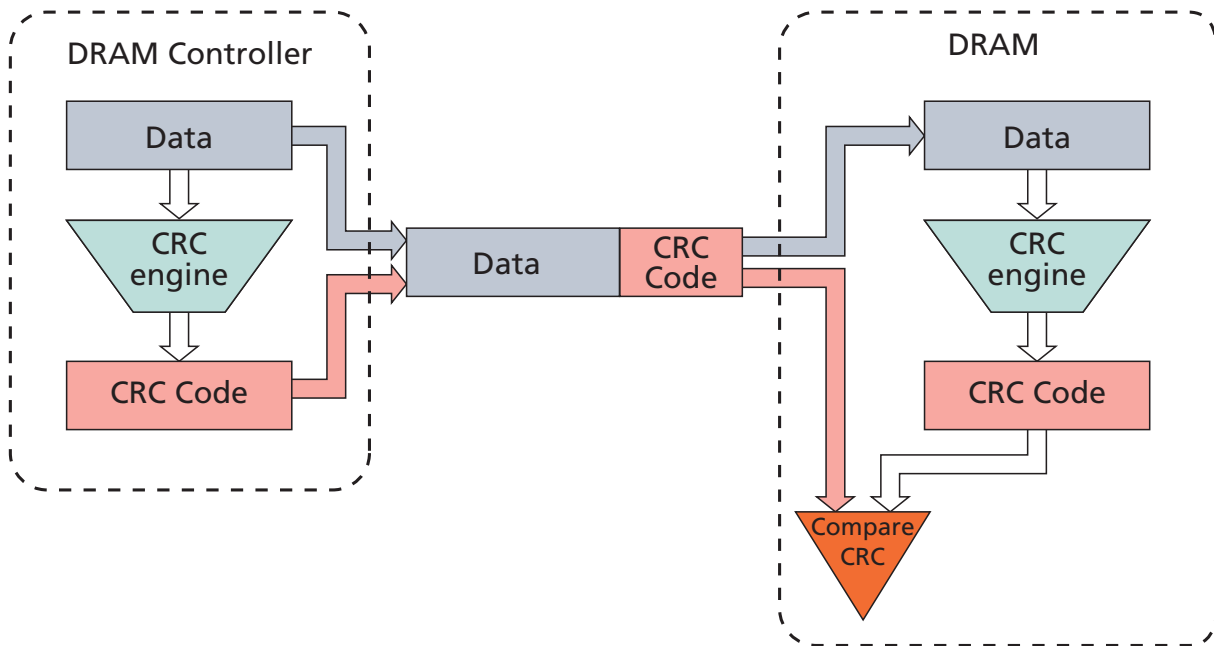 DRAM Controller
Data
CRC
engine
CRC Code
Data
CRC
Code
DRAM
Data
CRC
engine
CRC Code
Compare
CRC